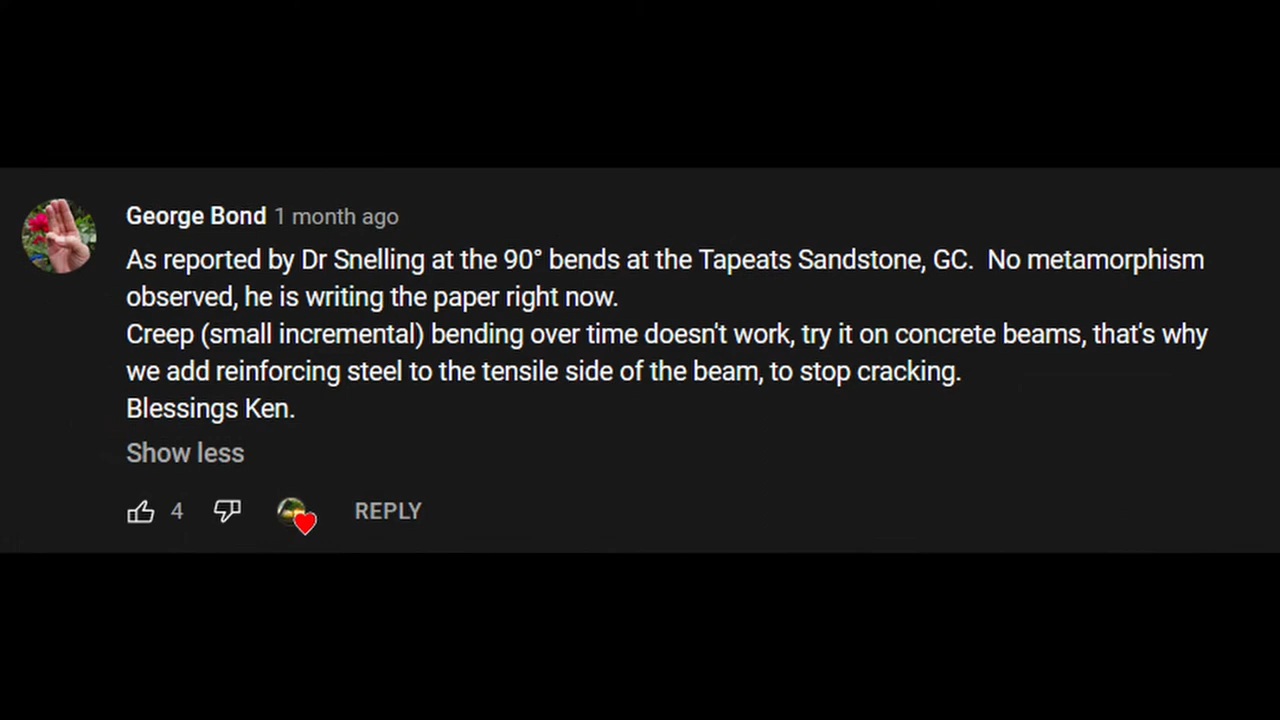 George Bond 1 month ago
As reported by Dr Snelling at the 90° bends at the Tapeats Sandstone, GC.  No metamorphism
observed, he is writing the paper right now.
Creep (small incremental) bending over time doesn't work, try it on concrete beams, that's why
we add reinforcing steel to the tensile side of the beam, to stop cracking.
Blessings Ken.
Show less
4 REPLY